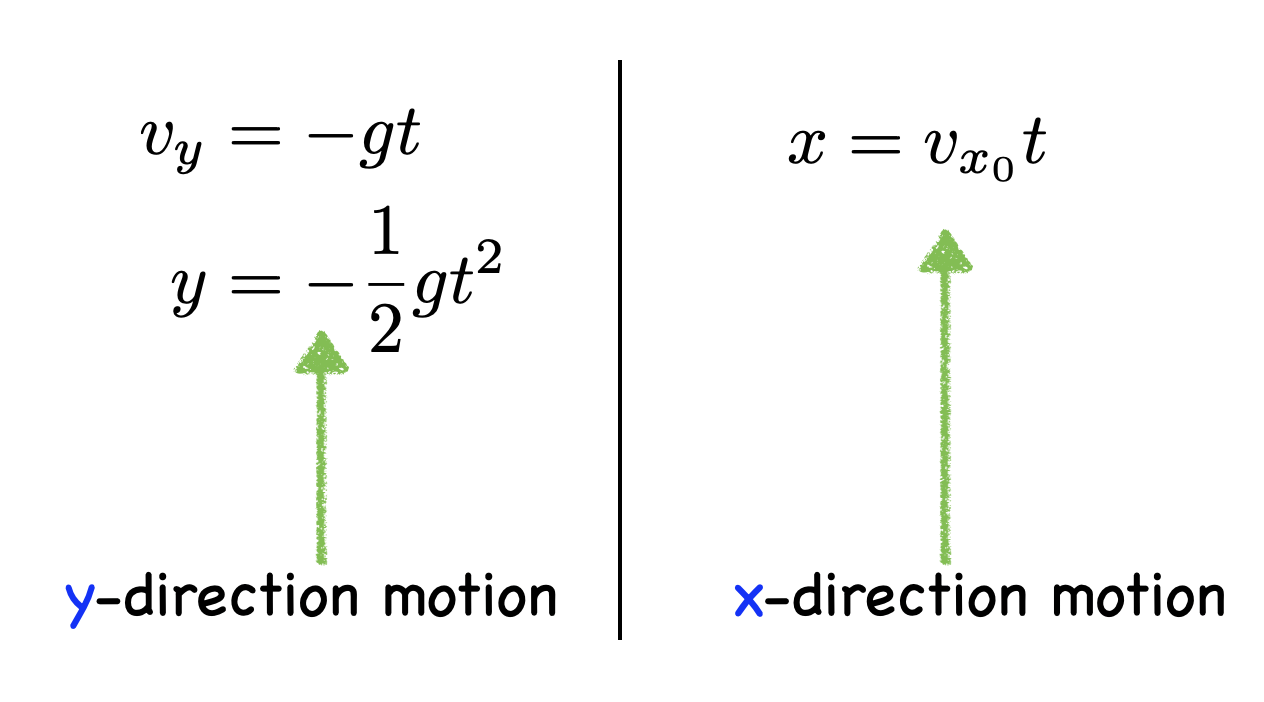 v_y = -gt
y = -\frac{1}{2}gt^2
y-direction motion
x = v_{x_0}t
x-direction motion